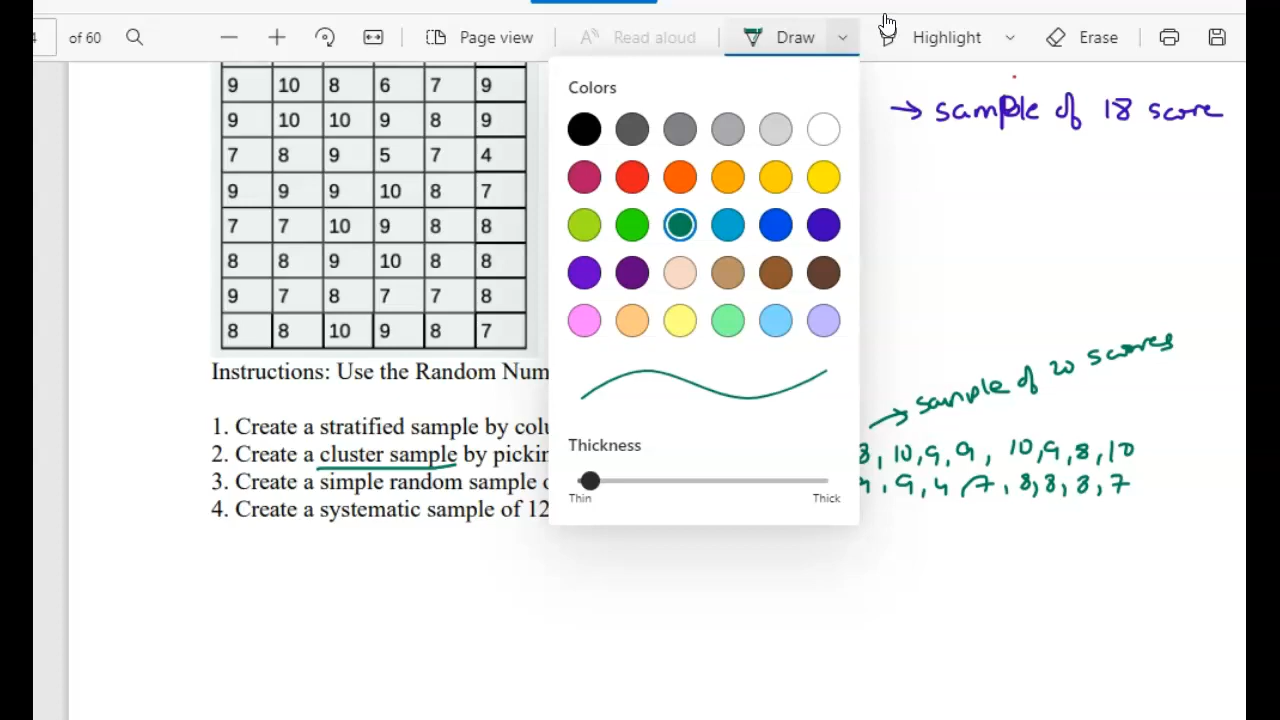 4 of 60 Page view Read aloud Draw Highlight Erase
Colors
9 10 8 6 7 9
→ sample of 18 score
9 10 10 9 8 9
7 8 9 5 7 4
9 9 9 10 8 7
7 7 10 9 8 8
8 8 9 10 8 8
9 7 8 7 7 8
8 8 10 9 8 7
Instructions: Use the Random Num
→ sample of 20 scores
Thickness
Thin Thick
1. Create a stratified sample by colu
2. Create a cluster sample by pickin
3. Create a simple random sample o
4. Create a systematic sample of 12
8, 10, 9, 9, 10, 9, 8, 10
9, 4, 7, 8, 8, 8, 7